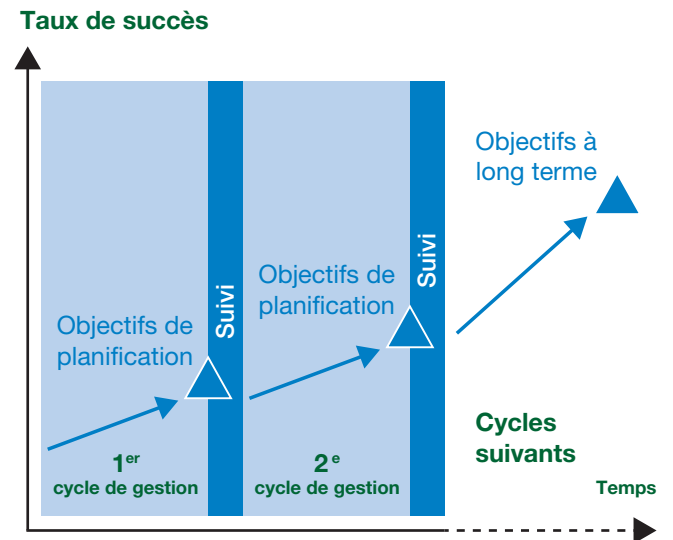 Taux de succès
Objectifs de
planification
Suivi
1er
cycle de gestion
Objectifs de
planification
Suivi
2e
cycle de gestion
Objectifs à
long terme
Cycles
suivants
Temps